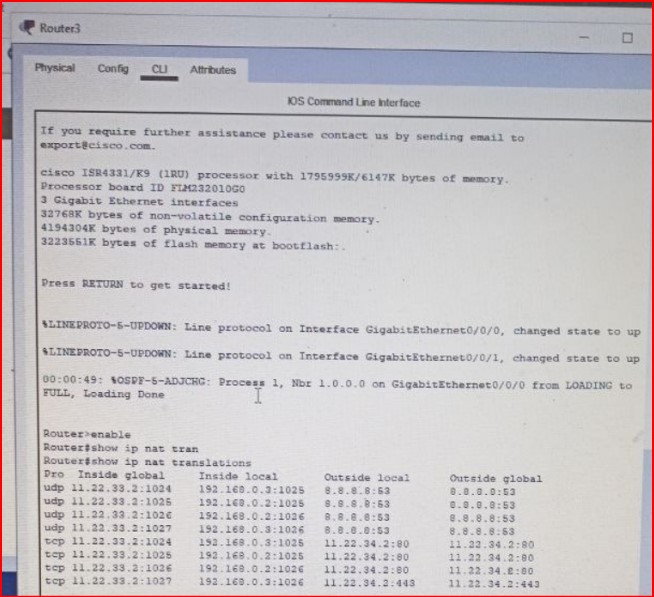 Router3
Physical Config CLI Attributes
IOS Command Line Interface
If you require further assistance please contact us by sending email to
export@cisco.com.
cisco ISR4331/K9 (1RU) processor with 1795999K/6147K bytes of memory.
Processor board ID FLM232010G0
3 Gigabit Ethernet interfaces
32768K bytes of non-volatile configuration memory.
4194304K bytes of physical memory.
3223551K bytes of flash memory at bootflash:.
Press RETURN to get started!
%LINEPROTO-5-UPDOWN: Line protocol on Interface GigabitEthernet0/0/0, changed state to up
%LINEPROTO-5-UPDOWN: Line protocol on Interface GigabitEthernet0/0/1, changed state to up
00:00:49: %OSPF-5-ADJCHG: Process 1, Nbr 1.0.0.0 on GigabitEthernet0/0/0 from LOADING to
FULL, Loading Done
Router>enable
Router#show ip nat tran
Router#show ip nat translations
Pro Inside global Inside local Outside local Outside global
udp 11.22.33.2:1024 192.168.0.3:1025 8.8.8.8:53 8.8.8.8:53
udp 11.22.33.2:1025 192.168.0.2:1025 8.8.8.8:53 8.8.8.8:53
udp 11.22.33.2:1026 192.168.0.2:1026 8.8.8.8:53 8.8.8.8:53
udp 11.22.33.2:1027 192.168.0.3:1026 8.8.8.8:53 8.8.8.8:53
tcp 11.22.33.2:1024 192.168.0.3:1025 11.22.34.2:80 11.22.34.2:80
tcp 11.22.33.2:1025 192.168.0.2:1025 11.22.34.2:80 11.22.34.2:80
tcp 11.22.33.2:1026 192.168.0.2:1026 11.22.34.2:80 11.22.34.2:80
tcp 11.22.33.2:1027 192.168.0.3:1026 11.22.34.2:443 11.22.34.2:443